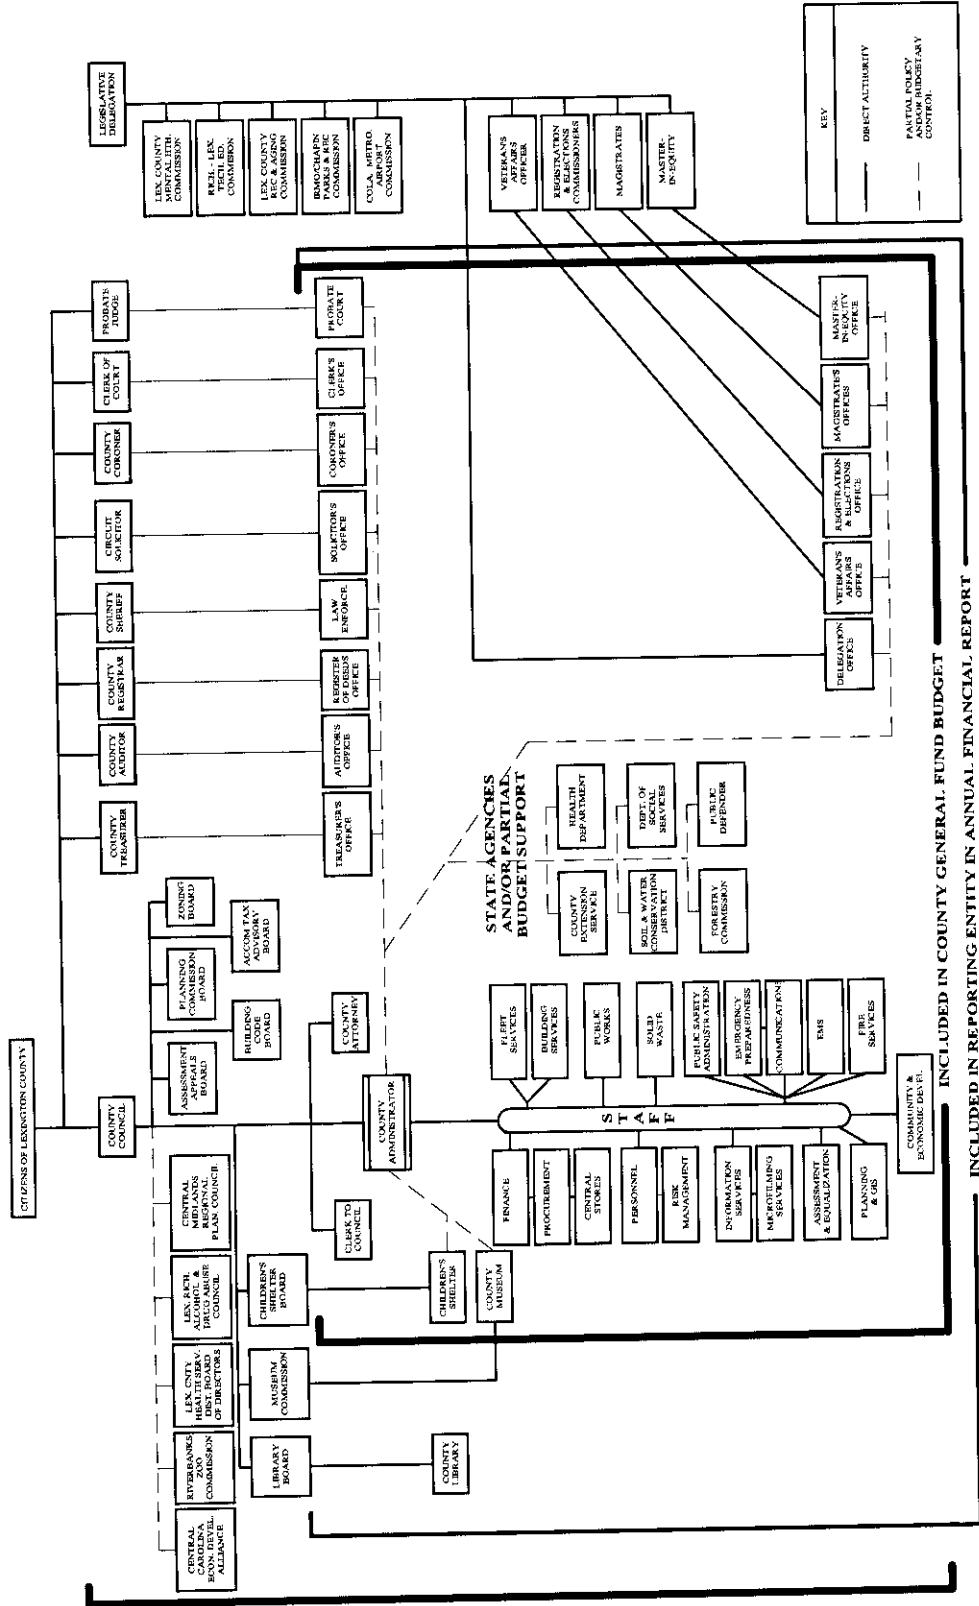 CITIZENS OF LEXINGTON COUNTY
LEGISLATIVE
DELEGATION
COUNTY
COUNCIL
COUNTY
TREASURER
COUNTY
AUDITOR
COUNTY
REGISTRAR
COUNTY
SHERIFF
CIRCUIT
SOLICITOR
COUNTY
CORONER
CLERK OF
COURT
PROBATE
JUDGE
LEX. COUNTY
MENTAL HTH.
COMMISSION
RICH. - LEX.
TECH. ED.
COMMISION
LEX. COUNTY
REC & AGING
COMMISSION
IRMO/CHAPIN
PARKS & REC
COMMISSION
COLA. METRO.
AIRPORT
COMMISSION
ASSESSMENT
APPEALS
BOARD
PLANNING
COMMISSION
BOARD
ZONING
BOARD
BUILDING
CODE
BOARD
ACCOM TAX
ADVISORY
BOARD
CENTRAL
CAROLINA
ECON. DEVEL.
ALLIANCE
RIVERBANKS
ZOO
COMMISSION
LEX. CNTY
HEALTH SERV.
DIST. BOARD
OF DIRECTORS
LEX. RICH.
ALCOHOL &
DRUG ABUSE
COUNCIL
CENTRAL
MIDLANDS
REGIONAL
PLAN. COUNCIL
LIBRARY
BOARD
MUSEUM
COMMISSION
CHILDREN'S
SHELTER
BOARD
CLERK TO
COUNCIL
COUNTY
ATTORNEY
TREASURER'S
OFFICE
AUDITOR'S
OFFICE
REGISTER
OF DEEDS
OFFICE
LAW
ENFORCE.
SOLICITOR'S
OFFICE
CORONER'S
OFFICE
CLERK'S
OFFICE
PROBATE
COURT
COUNTY
ADMINISTRATOR
COUNTY
LIBRARY
CHILDREN'S
SHELTER
COUNTY
MUSEUM
STATE AGENCIES
AND/OR PARTIAL
BUDGET SUPPORT
VETERAN'S
AFFAIRS
OFFICER
REGISTRATION
& ELECTIONS
COMMISSIONERS
MAGISTRATES
MASTER-
IN-EQUITY
FINANCE
PROCUREMENT
CENTRAL
STORES
PERSONNEL
RISK
MANAGEMENT
INFORMATION
SERVICES
MICROFILMING
SERVICES
ASSESSMENT
& EQUALIZATION
PLANNING
& GIS
STAFF
FLEET
SERVICES
BUILDING
SERVICES
PUBLIC
WORKS
SOLID
WASTE
PUBLIC SAFETY
ADMINISTRATION
EMERGENCY
PREPAREDNESS
COMMUNICATIONS
EMS
FIRE
SERVICES
COMMUNITY &
ECONOMIC DEVEL.
COUNTY
EXTENSION
SERVICE
HEALTH
DEPARTMENT
SOIL & WATER
CONSERVATION
DISTRICT
DEPT. OF
SOCIAL
SERVICES
FORESTRY
COMMISSION
PUBLIC
DEFENDER
DELEGATION
OFFICE
VETERAN'S
AFFAIRS
OFFICE
REGISTRATION
& ELECTIONS
OFFICE
MAGISTRATE'S
OFFICES
MASTER-
IN-EQUITY
OFFICE
KEY
DIRECT AUTHORITY
PARTIAL POLICY
AND/OR BUDGETARY
CONTROL
INCLUDED IN COUNTY GENERAL FUND BUDGET
INCLUDED IN REPORTING ENTITY IN ANNUAL FINANCIAL REPORT